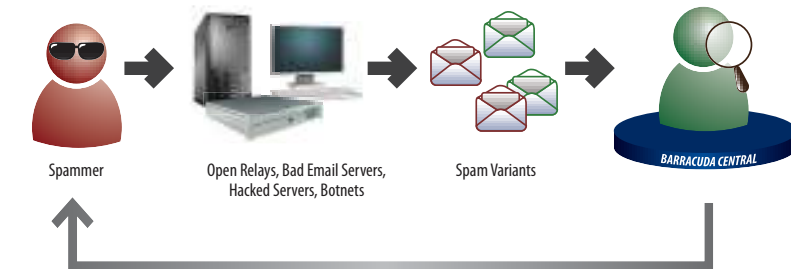 Spammer
Open Relays, Bad Email Servers,
Hacked Servers, Botnets
Spam Variants
BARRACUDA CENTRAL